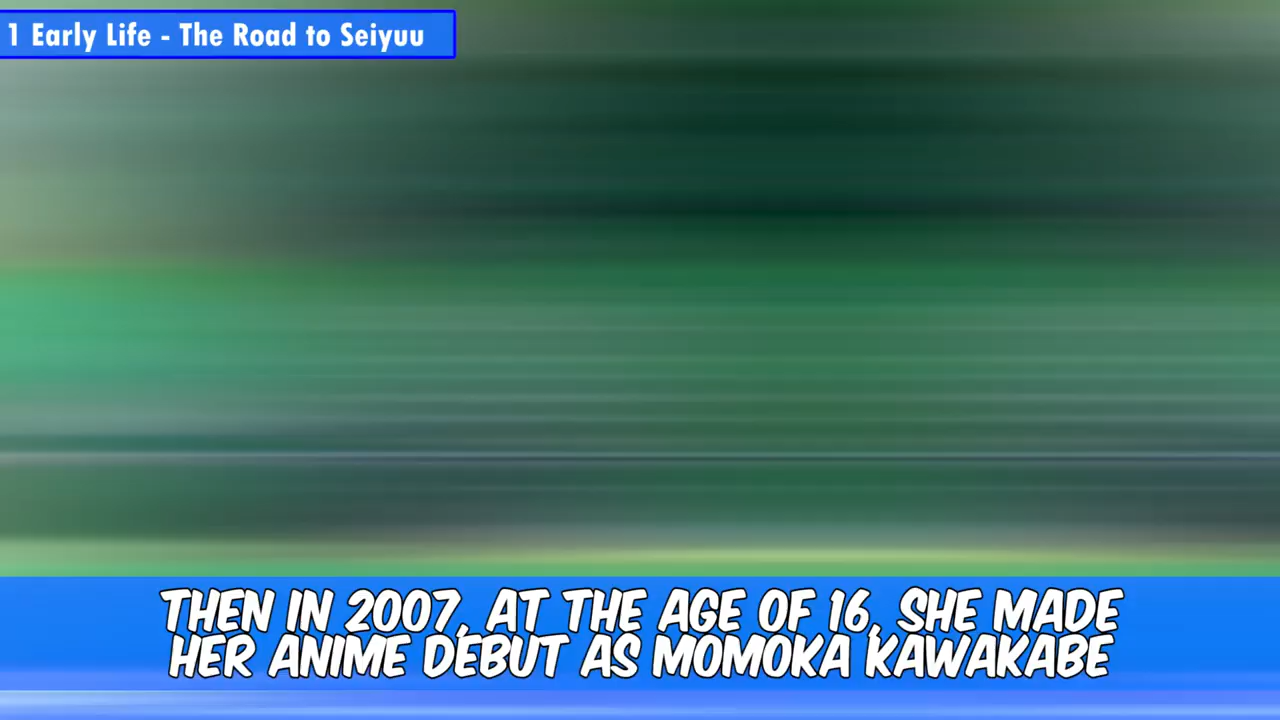 1 Early Life - The Road to Seiyuu
THEN IN 2007, AT THE AGE OF 16, SHE MADE
HER ANIME DEBUT AS MOMOKA KAWAKABE